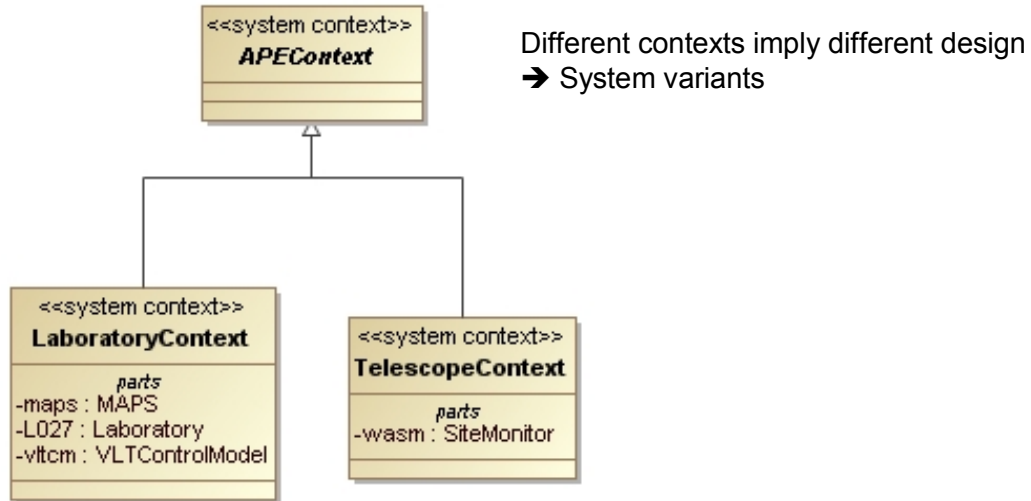 <<system context>>
APEContext
Different contexts imply different design
➔ System variants
<<system context>>
LaboratoryContext
parts
-maps : MAPS
-L027 : Laboratory
-vltcm : VLTControlModel
<<system context>>
TelescopeContext
parts
-wasm : SiteMonitor